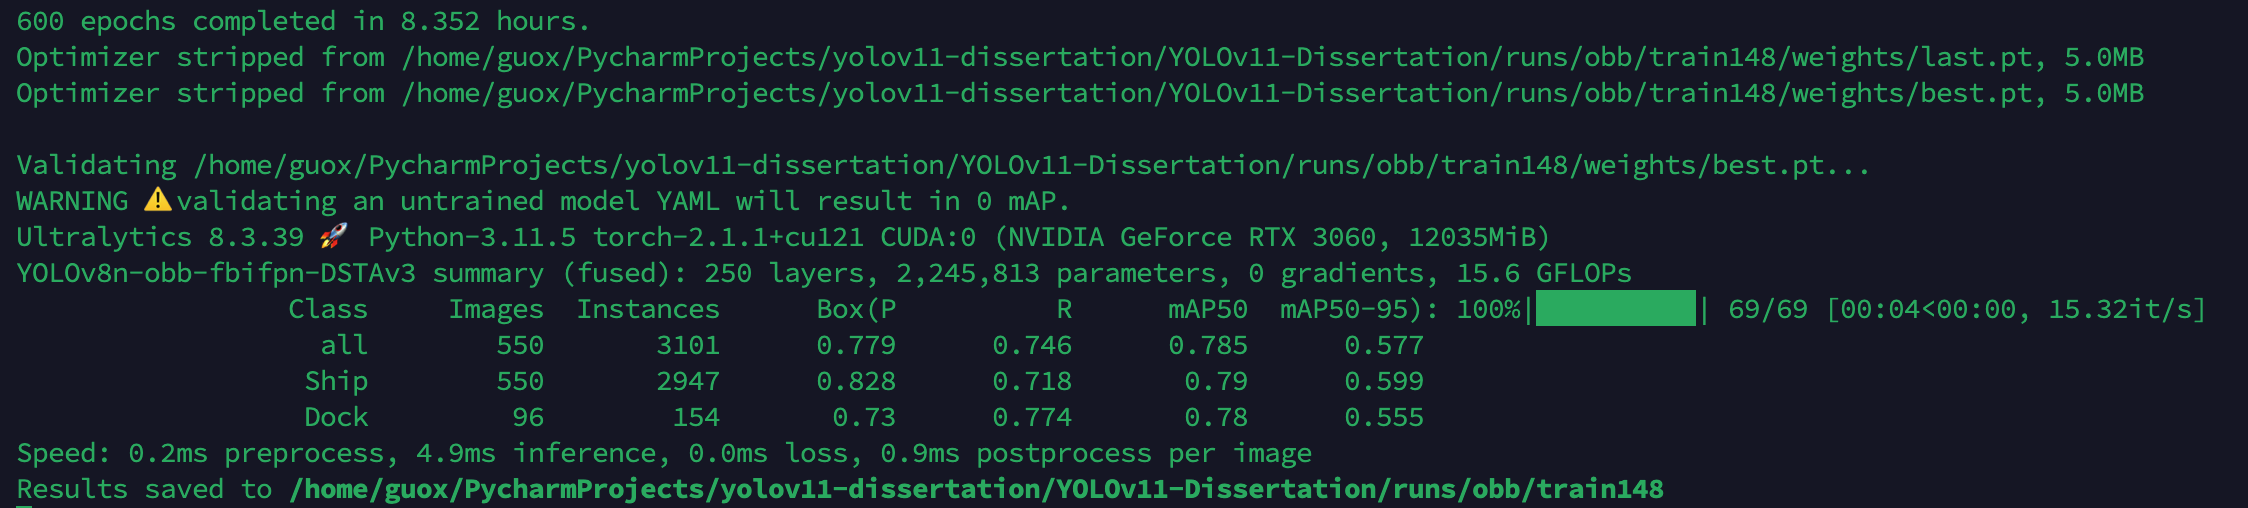 600 epochs completed in 8.352 hours.
Optimizer stripped from /home/guox/PycharmProjects/yolov11-dissertation/YOLOv11-Dissertation/runs/obb/train148/weights/last.pt, 5.0MB
Optimizer stripped from /home/guox/PycharmProjects/yolov11-dissertation/YOLOv11-Dissertation/runs/obb/train148/weights/best.pt, 5.0MB
Validating /home/guox/PycharmProjects/yolov11-dissertation/YOLOv11-Dissertation/runs/obb/train148/weights/best.pt...
WARNING ⚠️validating an untrained model YAML will result in 0 mAP.
Ultralytics 8.3.39 🚀 Python-3.11.5 torch-2.1.1+cu121 CUDA:0 (NVIDIA GeForce RTX 3060, 12035MiB)
YOLOv8n-obb-fbifpn-DSTAv3 summary (fused): 250 layers, 2,245,813 parameters, 0 gradients, 15.6 GFLOPs
Class Images Instances Box(P R mAP50 mAP50-95): 100%|██████████| 69/69 [00:04<00:00, 15.32it/s]
all 550 3101 0.779 0.746 0.785 0.577
Ship 550 2947 0.828 0.718 0.79 0.599
Dock 96 154 0.73 0.774 0.78 0.555
Speed: 0.2ms preprocess, 4.9ms inference, 0.0ms loss, 0.9ms postprocess per image
Results saved to /home/guox/PycharmProjects/yolov11-dissertation/YOLOv11-Dissertation/runs/obb/train148